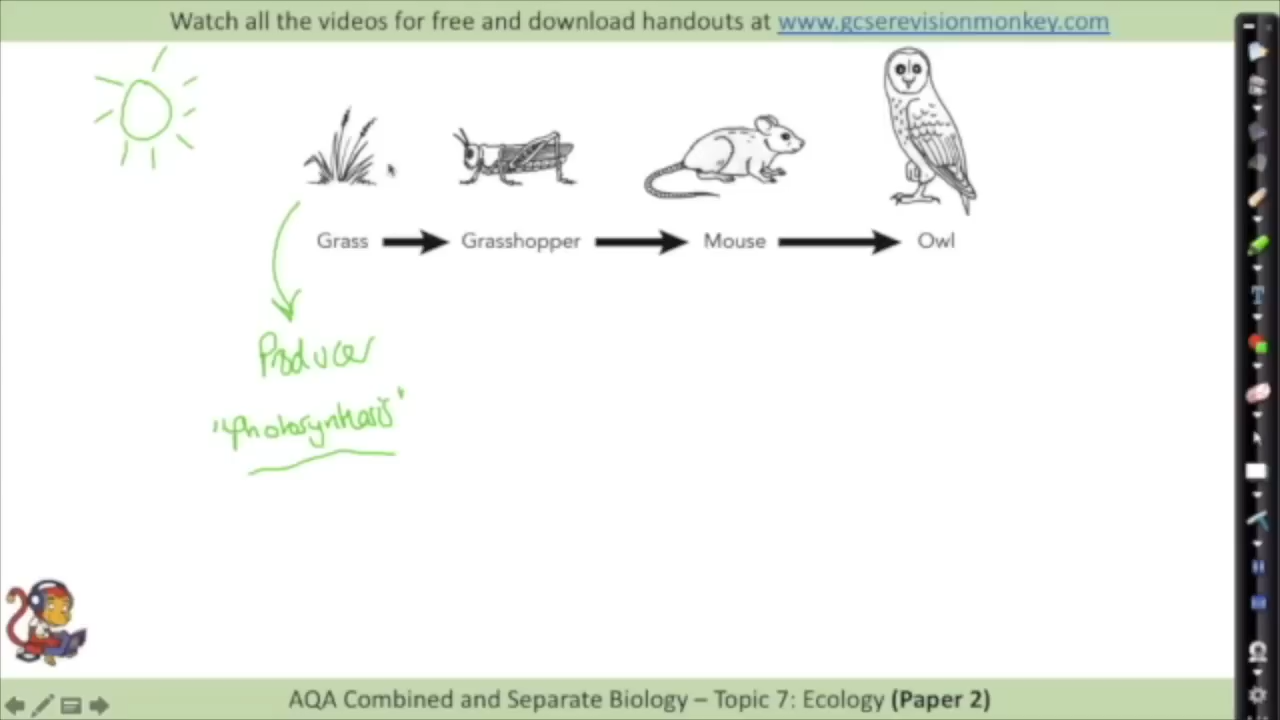 Watch all the videos for free and download handouts at www.gcserevisionmonkey.com
Grass Grasshopper Mouse Owl
Producer
"Photosynthesis"
AQA Combined and Separate Biology – Topic 7: Ecology (Paper 2)